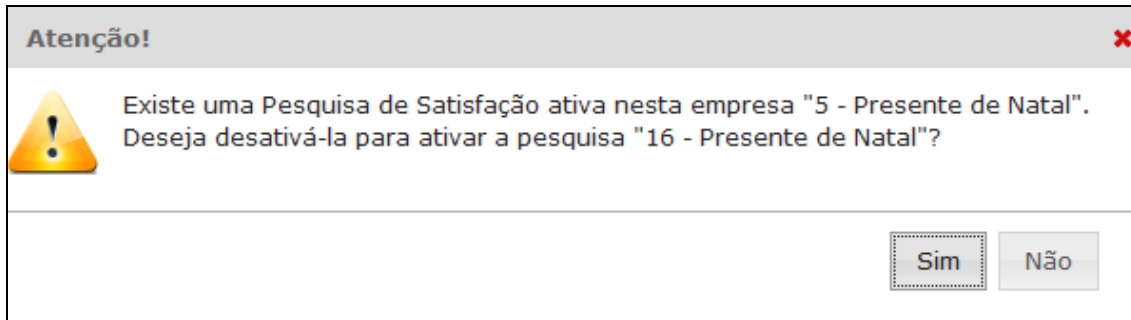 Atenção!
Existe uma Pesquisa de Satisfação ativa nesta empresa "5 - Presente de Natal".
Deseja desativá-la para ativar a pesquisa "16 - Presente de Natal"?
Sim Não